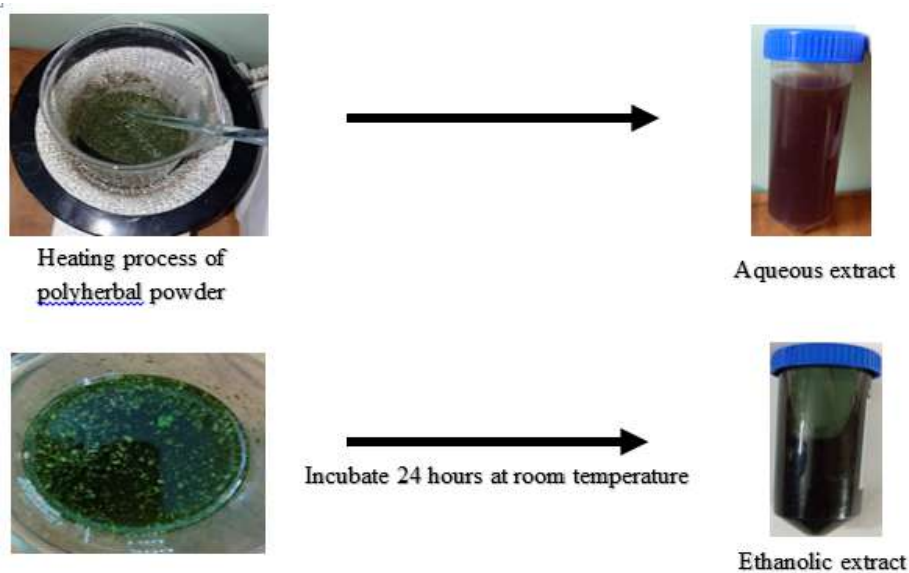 Heating process of
polyherbal powder
Aqueous extract
Incubate 24 hours at room temperature
Ethanolic extract